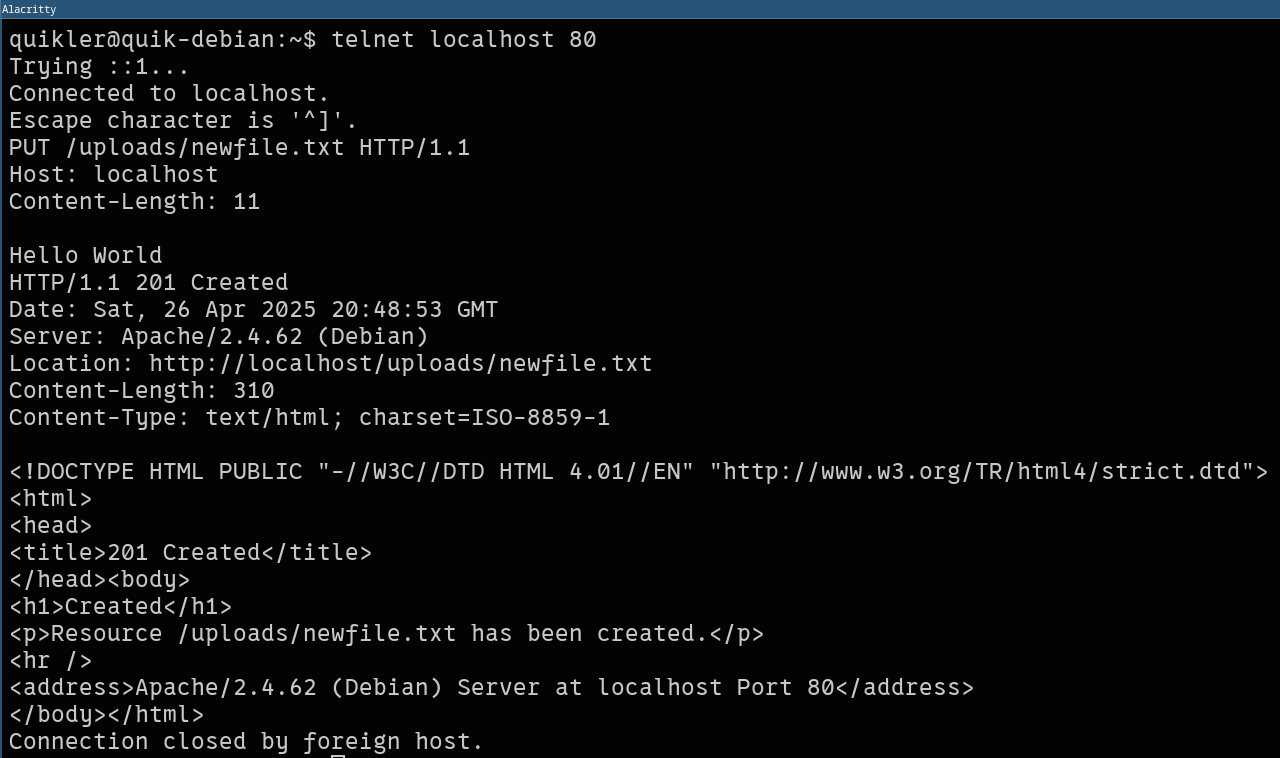 Alacritty
quikler@quik-debian:~$ telnet localhost 80
Trying ::1...
Connected to localhost.
Escape character is '^]'.
PUT /uploads/newfile.txt HTTP/1.1
Host: localhost
Content-Length: 11

Hello World
HTTP/1.1 201 Created
Date: Sat, 26 Apr 2025 20:48:53 GMT
Server: Apache/2.4.62 (Debian)
Location: http://localhost/uploads/newfile.txt
Content-Length: 310
Content-Type: text/html; charset=ISO-8859-1

<!DOCTYPE HTML PUBLIC "-//W3C//DTD HTML 4.01//EN" "http://www.w3.org/TR/html4/strict.dtd">
<html>
<head>
<title>201 Created</title>
</head><body>
<h1>Created</h1>
<p>Resource /uploads/newfile.txt has been created.</p>
<hr />
<address>Apache/2.4.62 (Debian) Server at localhost Port 80</address>
</body></html>
Connection closed by foreign host.